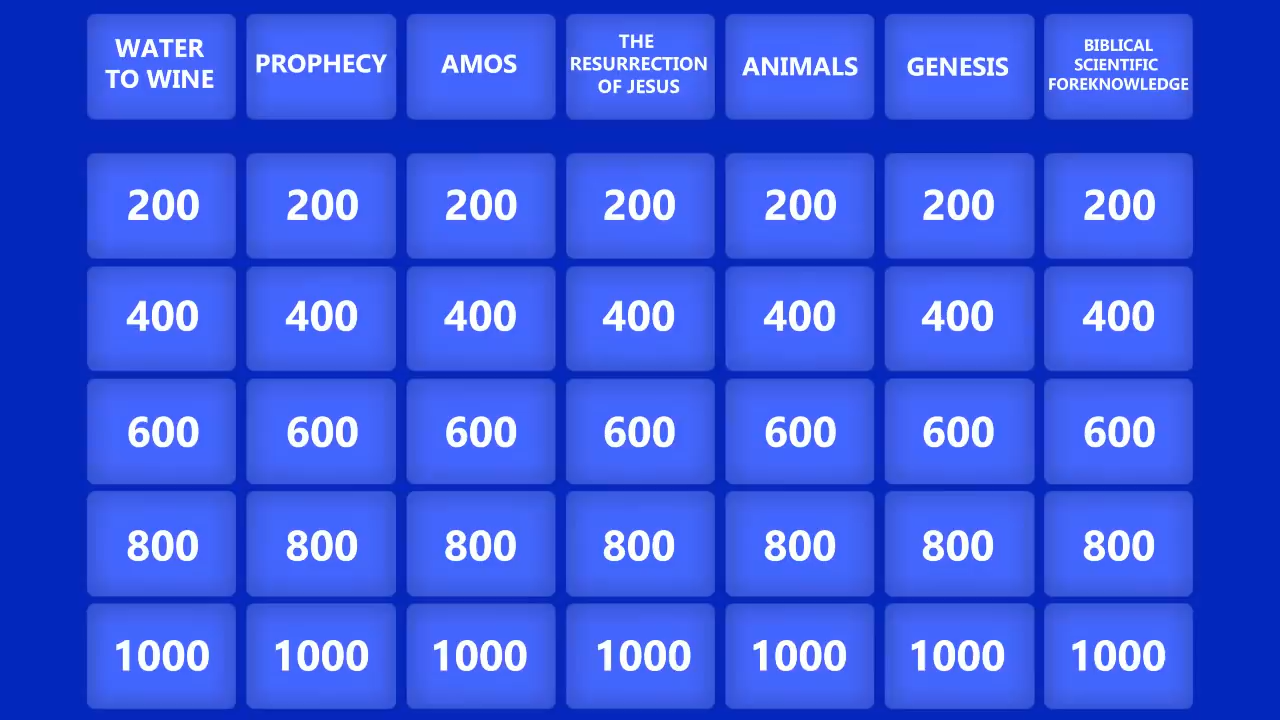 WATER
TO WINE
PROPHECY
AMOS
THE
RESURRECTION
OF JESUS
ANIMALS
GENESIS
BIBLICAL
SCIENTIFIC
FOREKNOWLEDGE
200 200 200 200 200 200 200
400 400 400 400 400 400 400
600 600 600 600 600 600 600
800 800 800 800 800 800 800
1000 1000 1000 1000 1000 1000 1000